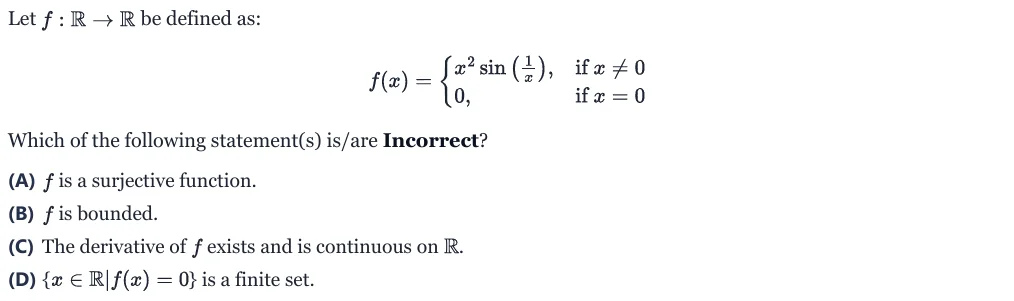 Let f : ℝ → ℝ be defined as:
f(x) = { x² sin (1/x), if x ≠ 0
0, if x = 0
Which of the following statement(s) is/are Incorrect?
(A) f is a surjective function.
(B) f is bounded.
(C) The derivative of f exists and is continuous on ℝ.
(D) {x ∈ ℝ|f(x) = 0} is a finite set.